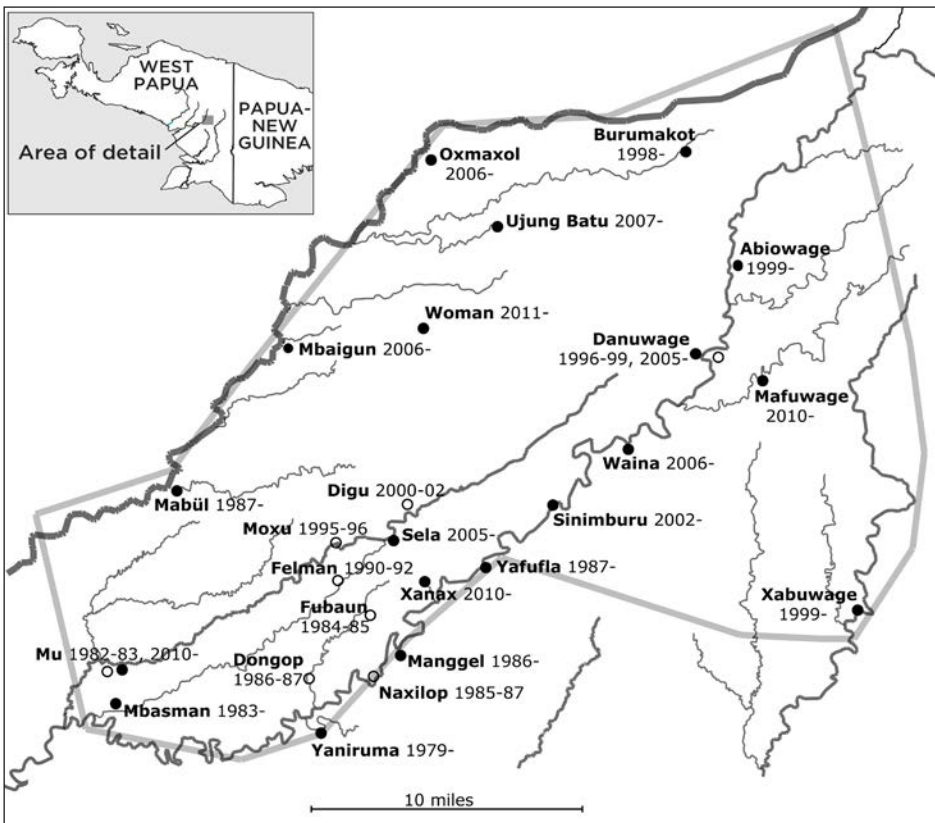 WEST
PAPUA
PAPUA-
NEW
GUINEA
Area of detail
Burumakot
1998-
Oxmaxol
2006-
Ujung Batu 2007-
Abiowage
1999-
Woman 2011-
Danuwage
1996-99, 2005-
Mbaigun 2006-
Mafuwage
2010-
Waina 2006-
Digu 2000-02
Mabül 1987-
Sinimburu 2002-
Moxu 1995-96
Sela 2005-
Felman 1990-92
Yafufla 1987-
Xanax
2010-
Xabuwage
1999-
Fubaun
1984-85
Mu 1982-83, 2010-
Dongop
1986-87
Manggel 1986-
Naxilop 1985-87
Mbasman 1983-
Yaniruma 1979-
10 miles